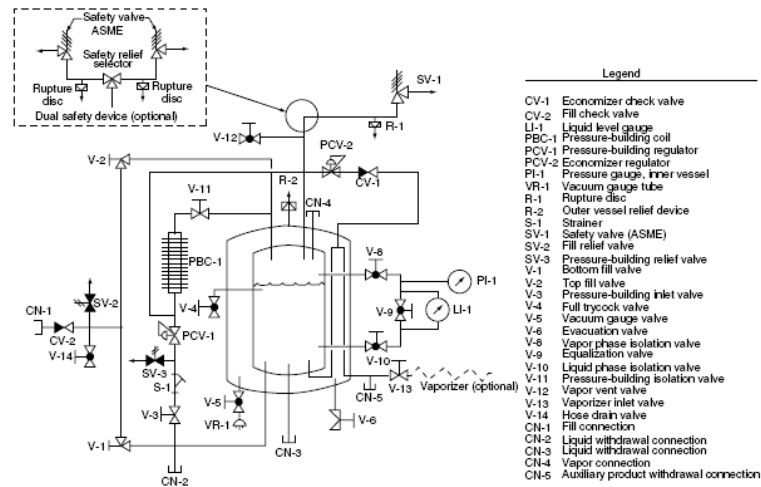 Safety valve
ASME
Safety relief
selector
Rupture
disc
Rupture
disc
Dual safety device (optional)
SV-1
R-1
V-12
PCV-2
V-2
CV-1
R-2
CN-4
V-11
PBC-1
V-8
PI-1
SV-2
V-4
V-9
LI-1
CN-1
CV-2
PCV-1
V-14
SV-3
V-10
S-1
V-13
Vaporizer (optional)
CN-5
V-3
V-5
VR-1
V-6
V-1
CN-3
CN-2
Legend
CV-1 Economizer check valve
CV-2 Fill check valve
LI-1 Liquid level gauge
PBC-1 Pressure-building coil
PCV-1 Pressure-building regulator
PCV-2 Economizer regulator
PI-1 Pressure gauge, inner vessel
VR-1 Vacuum gauge tube
R-1 Rupture disc
R-2 Outer vessel relief device
S-1 Strainer
SV-1 Safety valve (ASME)
SV-2 Fill relief valve
SV-3 Pressure-building relief valve
V-1 Bottom fill valve
V-2 Top fill valve
V-3 Pressure-building inlet valve
V-4 Full trycock valve
V-5 Vacuum gauge valve
V-6 Evacuation valve
V-8 Vapor phase isolation valve
V-9 Equalization valve
V-10 Liquid phase isolation valve
V-11 Pressure-building isolation valve
V-12 Vapor vent valve
V-13 Vaporizer inlet valve
V-14 Hose drain valve
CN-1 Fill connection
CN-2 Liquid withdrawal connection
CN-3 Liquid withdrawal connection
CN-4 Vapor connection
CN-5 Auxiliary product withdrawal connection